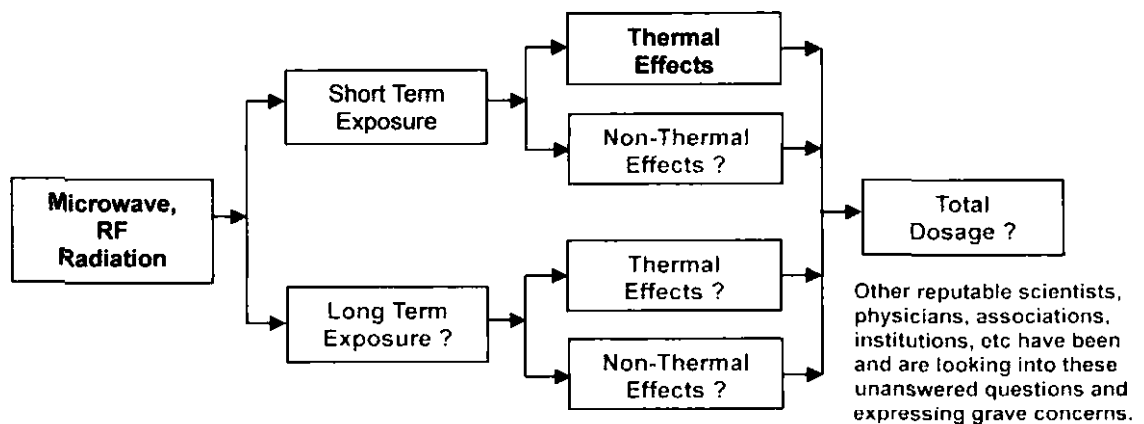 Microwave,
RF
Radiation
Short Term
Exposure
Long Term
Exposure ?
Thermal
Effects
Non-Thermal
Effects ?
Thermal
Effects ?
Non-Thermal
Effects ?
Total
Dosage ?
Other reputable scientists,
physicians, associations,
institutions, etc have been
and are looking into these
unanswered questions and
expressing grave concerns.